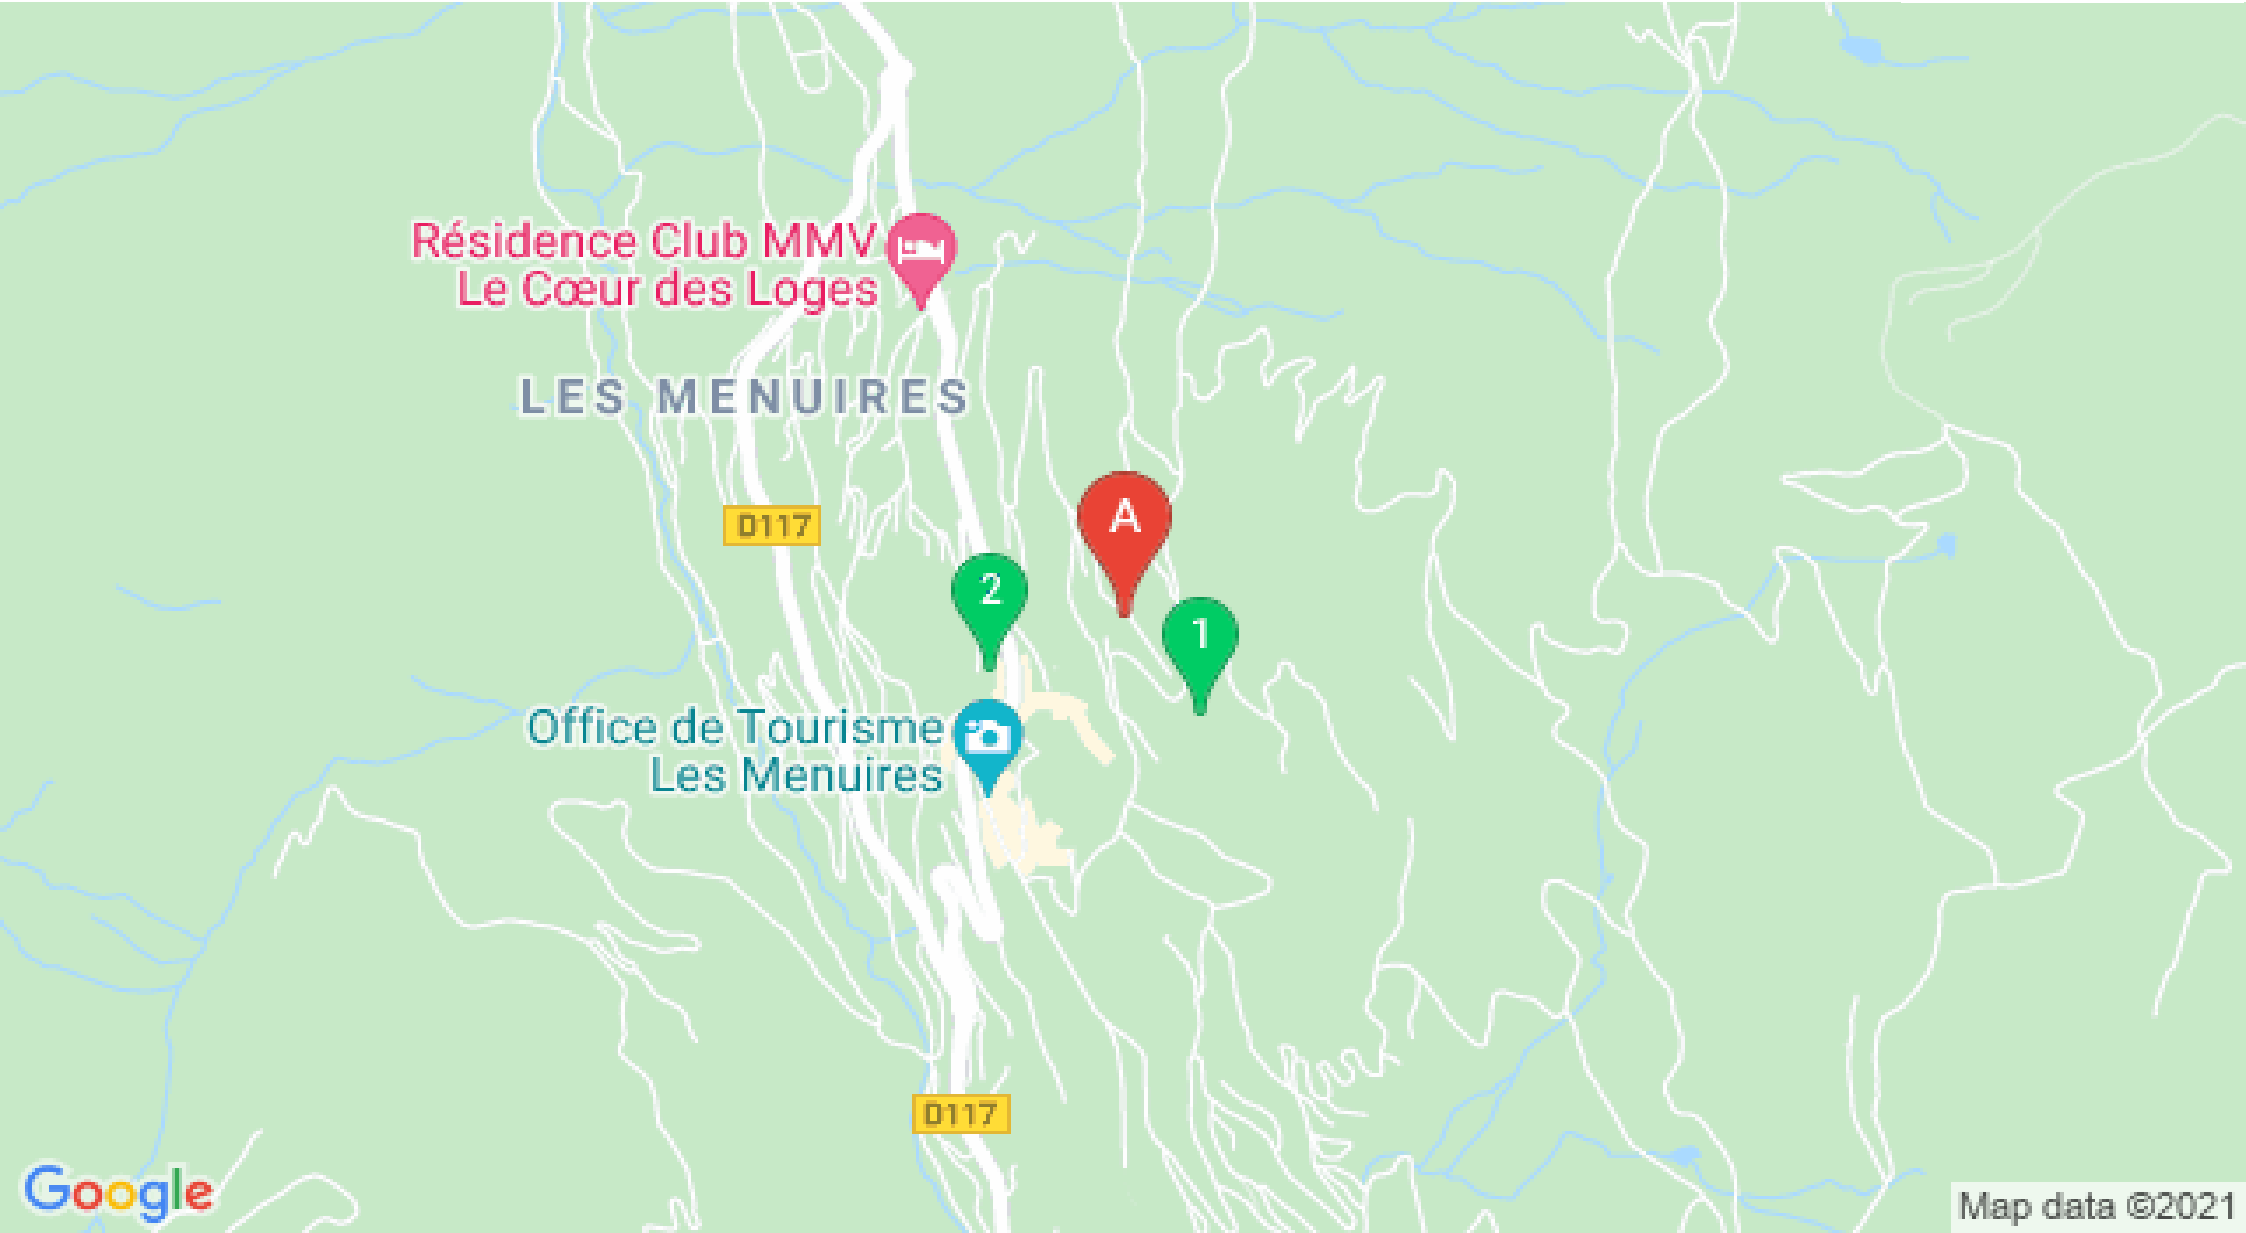 Résidence Club MMV
Le Cœur des Loges
LES MENUIRES
A
D117
2
1
Office de Tourisme
Les Menuires
D117
Google
Map data ©2021